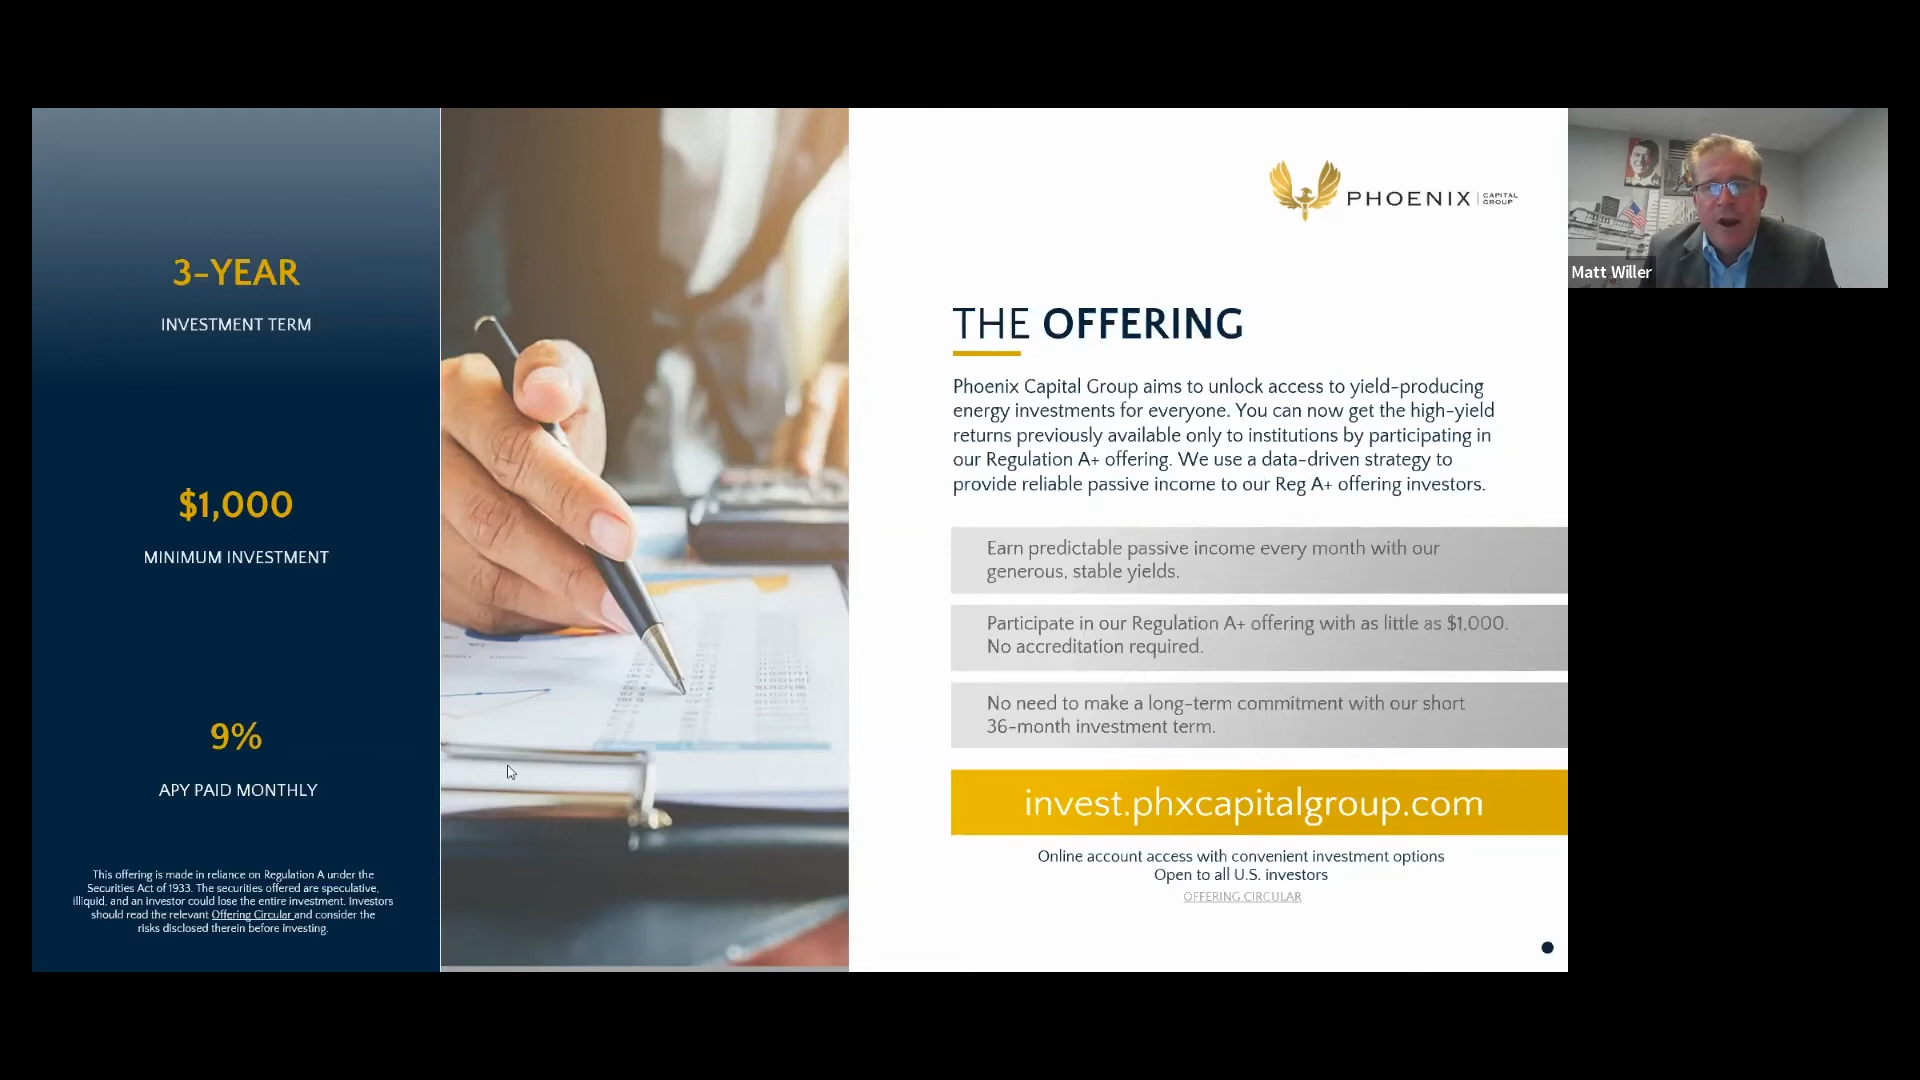 3-YEAR
INVESTMENT TERM
$1,000
MINIMUM INVESTMENT
9%
APY PAID MONTHLY
This offering is made in reliance on Regulation A under the
Securities Act of 1933. The securities offered are speculative,
illiquid, and an investor could lose the entire investment. Investors
should read the relevant Offering Circular and consider the
risks disclosed therein before investing.
PHOENIX
CAPITAL
GROUP
THE OFFERING
Phoenix Capital Group aims to unlock access to yield-producing
energy investments for everyone. You can now get the high-yield
returns previously available only to institutions by participating in
our Regulation A+ offering. We use a data-driven strategy to
provide reliable passive income to our Reg A+ offering investors.
Earn predictable passive income every month with our
generous, stable yields.
Participate in our Regulation A+ offering with as little as $1,000.
No accreditation required.
No need to make a long-term commitment with our short
36-month investment term.
invest.phxcapitalgroup.com
Online account access with convenient investment options
Open to all U.S. investors
OFFERING CIRCULAR
Matt Willer